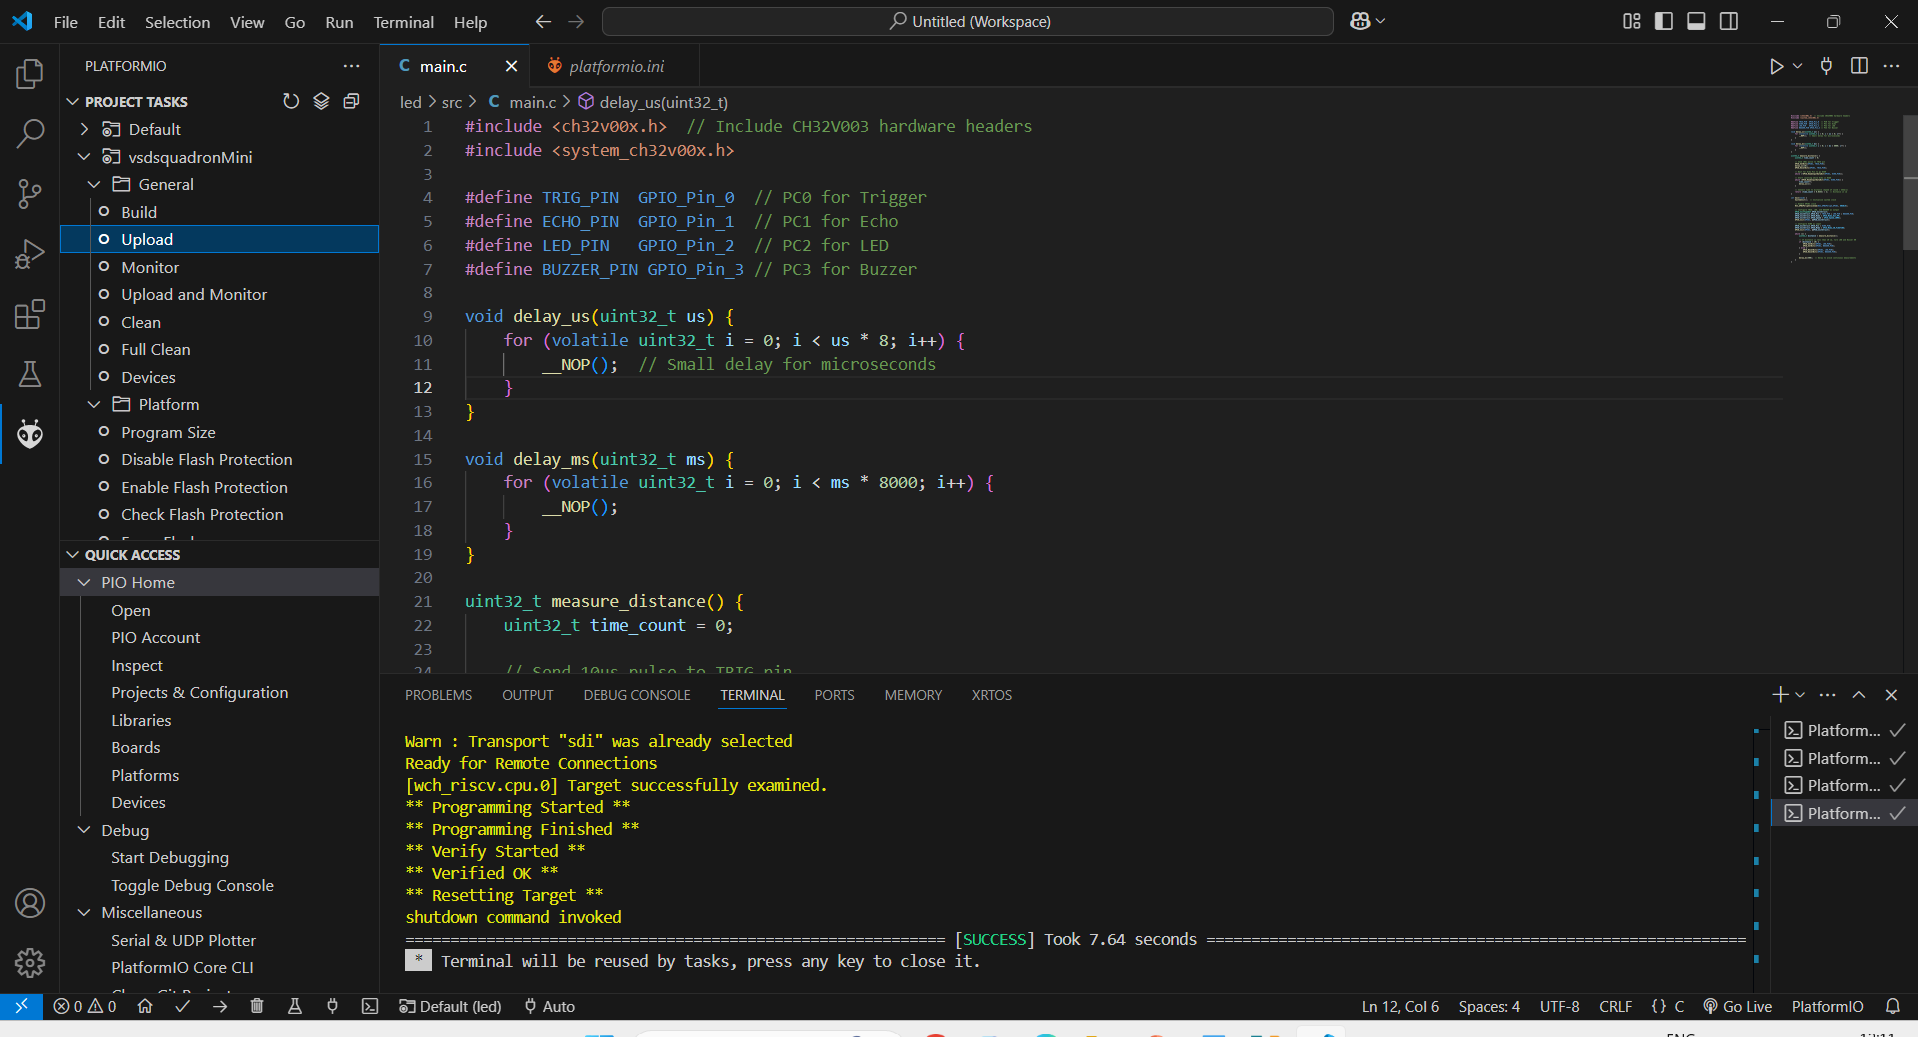 File Edit Selection View Go Run Terminal Help
Untitled (Workspace)
PLATFORMIO
PROJECT TASKS
Default
vsdsquadronMini
General
Build
Upload
Monitor
Upload and Monitor
Clean
Full Clean
Devices
Platform
Program Size
Disable Flash Protection
Enable Flash Protection
Check Flash Protection
QUICK ACCESS
PIO Home
Open
PIO Account
Inspect
Projects & Configuration
Libraries
Boards
Platforms
Devices
Debug
Start Debugging
Toggle Debug Console
Miscellaneous
Serial & UDP Plotter
PlatformIO Core CLI
C main.c
platformio.ini
led > src > C main.c > delay_us(uint32_t)
1 #include <ch32v00x.h> // Include CH32V003 hardware headers
2 #include <system_ch32v00x.h>
3
4 #define TRIG_PIN GPIO_Pin_0 // PC0 for Trigger
5 #define ECHO_PIN GPIO_Pin_1 // PC1 for Echo
6 #define LED_PIN GPIO_Pin_2 // PC2 for LED
7 #define BUZZER_PIN GPIO_Pin_3 // PC3 for Buzzer
8
9 void delay_us(uint32_t us) {
10 for (volatile uint32_t i = 0; i < us * 8; i++) {
11 __NOP(); // Small delay for microseconds
12 }
13 }
14
15 void delay_ms(uint32_t ms) {
16 for (volatile uint32_t i = 0; i < ms * 8000; i++) {
17 __NOP();
18 }
19 }
20
21 uint32_t measure_distance() {
22 uint32_t time_count = 0;
23
24 // Send 10us pulse to TRIG pin
PROBLEMS OUTPUT DEBUG CONSOLE TERMINAL PORTS MEMORY XRTOS
Warn : Transport "sdi" was already selected
Ready for Remote Connections
[wch_riscv.cpu.0] Target successfully examined.
** Programming Started **
** Programming Finished **
** Verify Started **
** Verified OK **
** Resetting Target **
shutdown command invoked
============================================================ [SUCCESS] Took 7.64 seconds ============================================================
* Terminal will be reused by tasks, press any key to close it.
Platform...
Platform...
Platform...
Platform...
0 0 Default (led) Auto Ln 12, Col 6 Spaces: 4 UTF-8 CRLF {} C Go Live PlatformIO